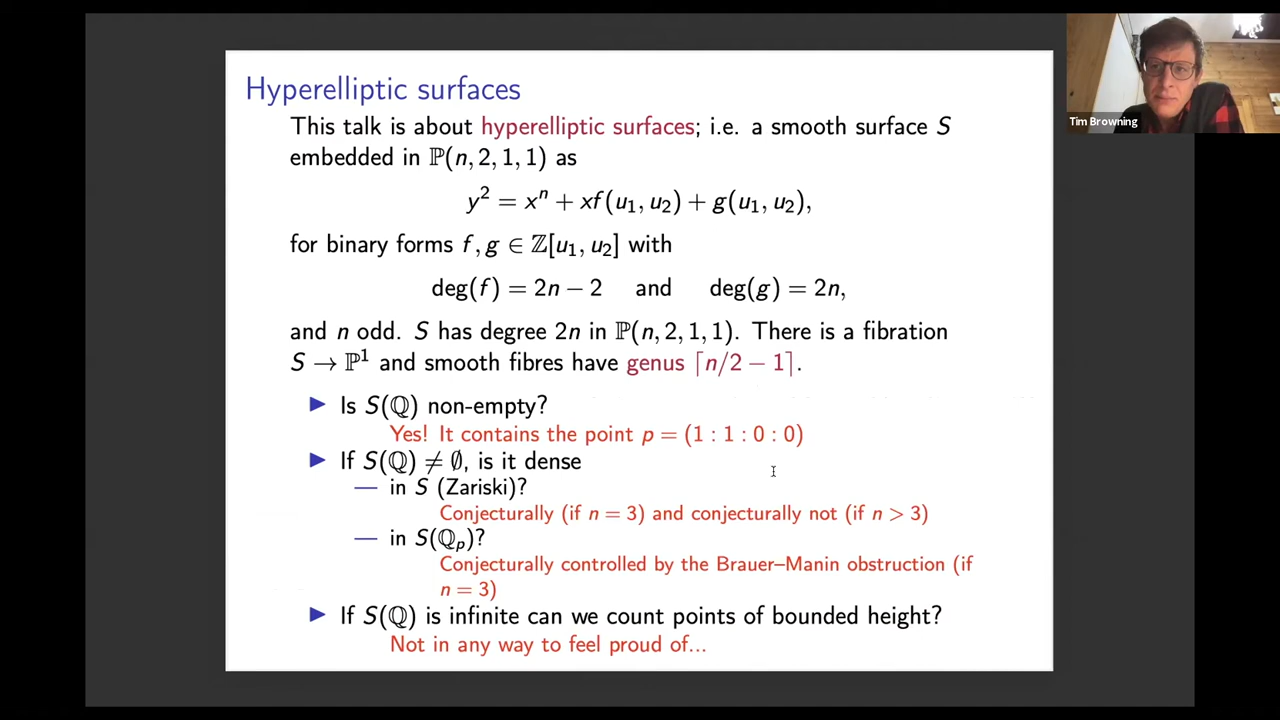 Hyperelliptic surfaces
This talk is about hyperelliptic surfaces; i.e. a smooth surface S
embedded in ℙ(n, 2, 1, 1) as
y² = xⁿ + xf(u₁, u₂) + g(u₁, u₂),
for binary forms f, g ∈ ℤ[u₁, u₂] with
deg(f) = 2n − 2 and deg(g) = 2n,
and n odd. S has degree 2n in ℙ(n, 2, 1, 1). There is a fibration
S → ℙ¹ and smooth fibres have genus ⌈n/2 − 1⌉.
▶ Is S(ℚ) non-empty?
Yes! It contains the point p = (1 : 1 : 0 : 0)
▶ If S(ℚ) ≠ ∅, is it dense
— in S (Zariski)?
Conjecturally (if n = 3) and conjecturally not (if n > 3)
— in S(ℚₚ)?
Conjecturally controlled by the Brauer–Manin obstruction (if
n = 3)
▶ If S(ℚ) is infinite can we count points of bounded height?
Not in any way to feel proud of...
Tim Browning